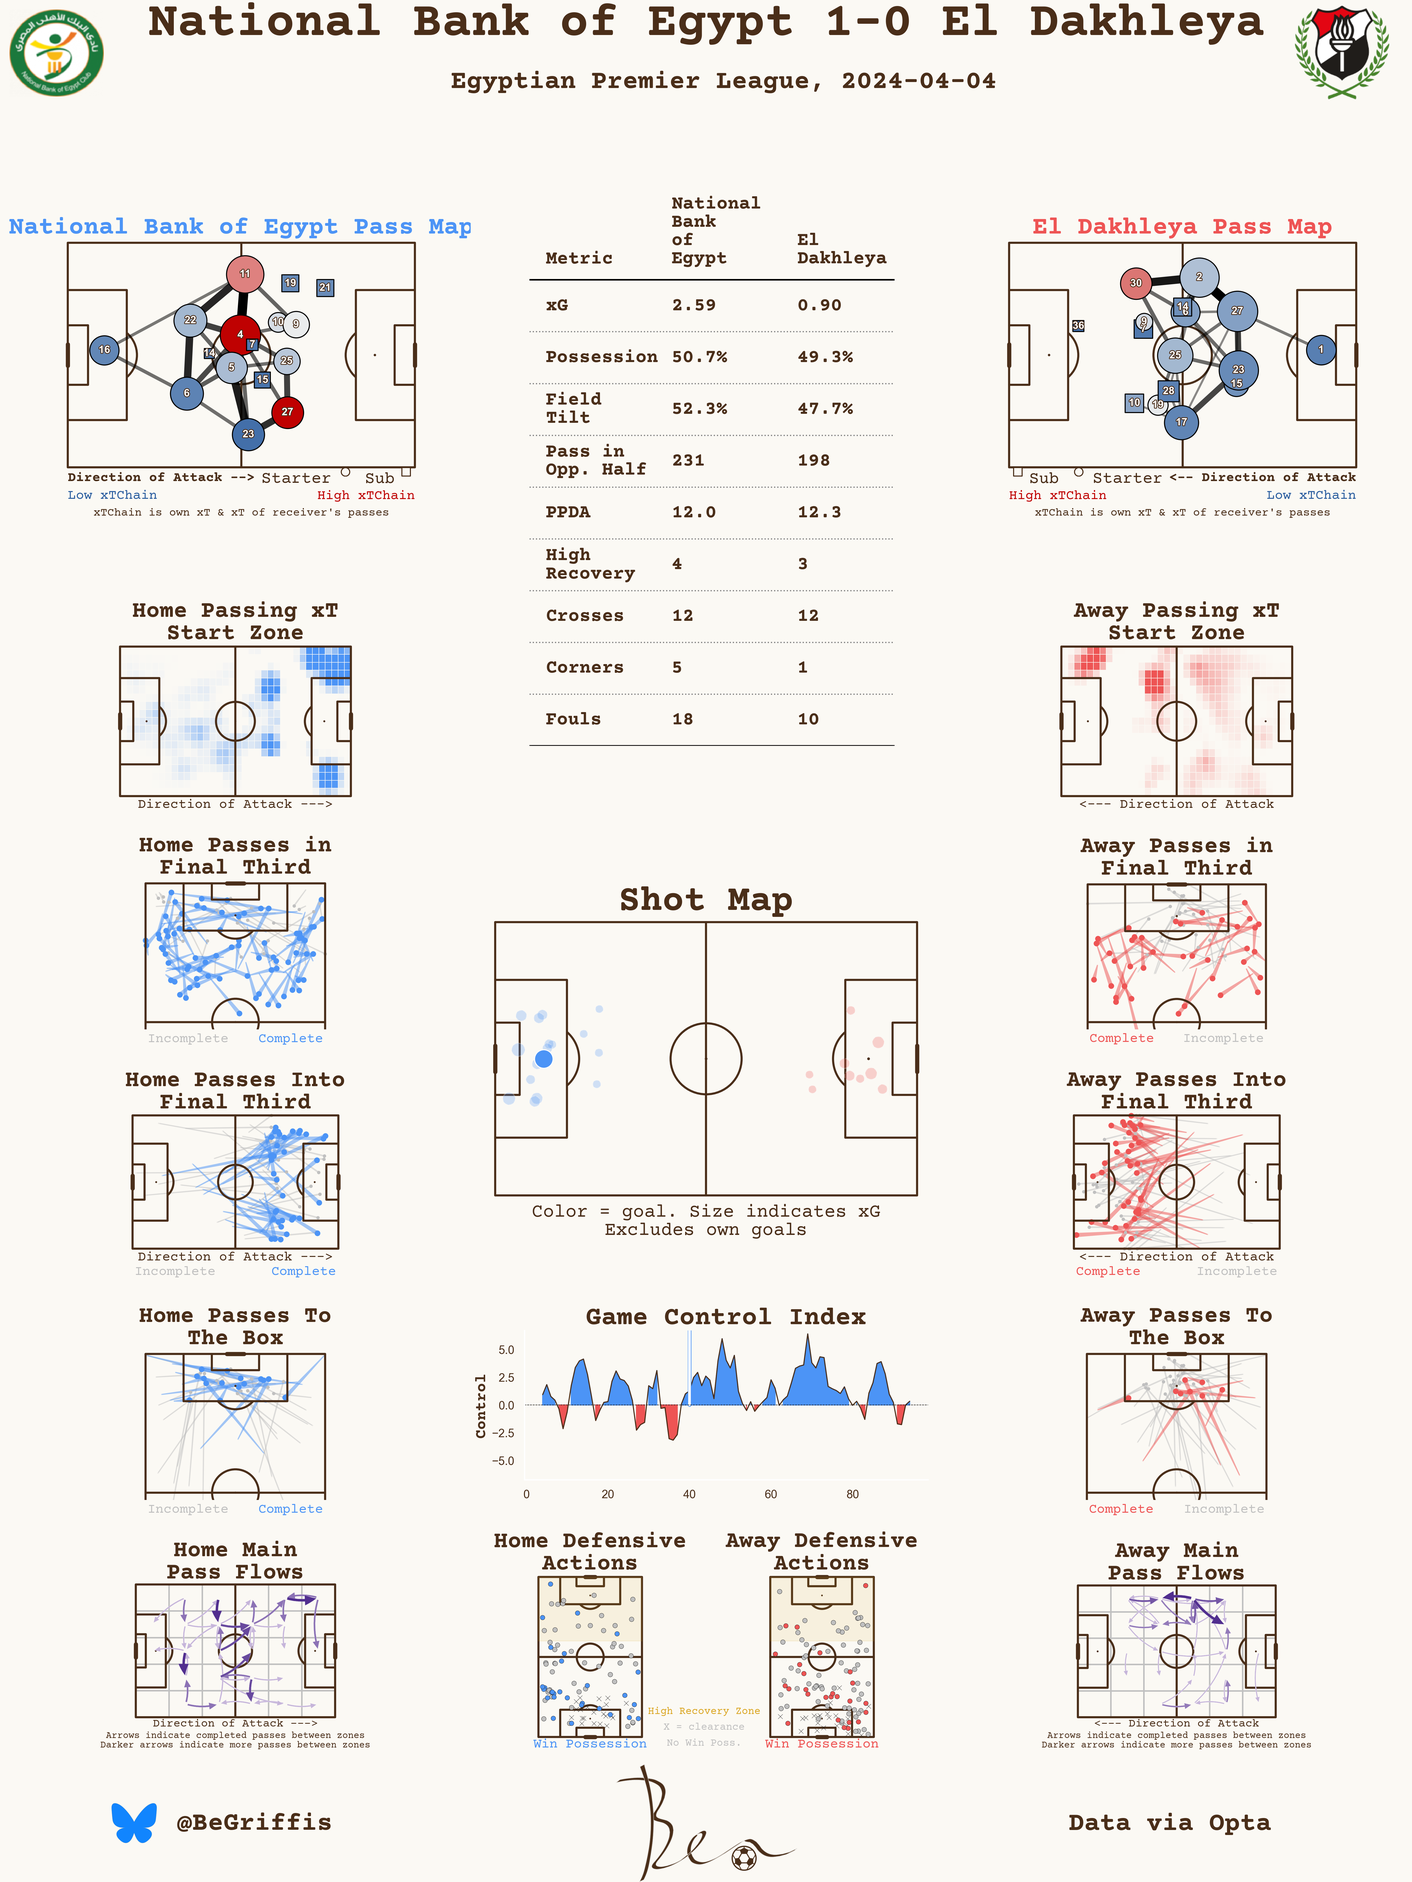 National Bank of Egypt 1-0 El Dakhleya
Egyptian Premier League, 2024-04-04
National Bank of Egypt Pass Map
11
19
21
22
10
9
4
16
7
14
5
25
15
6
27
23
Direction of Attack --> Starter Sub
Low xTChain High xTChain
xTChain is own xT & xT of receiver's passes
Metric National Bank of Egypt El Dakhleya
xG 2.59 0.90
Possession 50.7% 49.3%
Field Tilt 52.3% 47.7%
Pass in Opp. Half 231 198
PPDA 12.0 12.3
High Recovery 4 3
Crosses 12 12
Corners 5 1
Fouls 18 10
El Dakhleya Pass Map
30
2
14
6
27
36
9
7
25
1
23
15
28
10
19
17
Sub Starter <-- Direction of Attack
High xTChain Low xTChain
xTChain is own xT & xT of receiver's passes
Home Passing xT
Start Zone
Direction of Attack --->
Away Passing xT
Start Zone
<--- Direction of Attack
Home Passes in
Final Third
Incomplete Complete
Away Passes in
Final Third
Complete Incomplete
Shot Map
Color = goal. Size indicates xG
Excludes own goals
Home Passes Into
Final Third
Direction of Attack --->
Incomplete Complete
Away Passes Into
Final Third
<--- Direction of Attack
Complete Incomplete
Home Passes To
The Box
Incomplete Complete
Game Control Index
Control
5.0
2.5
0.0
−2.5
−5.0
0 20 40 60 80
Away Passes To
The Box
Complete Incomplete
Home Main
Pass Flows
Direction of Attack --->
Arrows indicate completed passes between zones
Darker arrows indicate more passes between zones
Home Defensive
Actions
Win Possession
High Recovery Zone
X = clearance
No Win Poss.
Away Defensive
Actions
Win Possession
Away Main
Pass Flows
<--- Direction of Attack
Arrows indicate completed passes between zones
Darker arrows indicate more passes between zones
@BeGriffis
Ben
Data via Opta